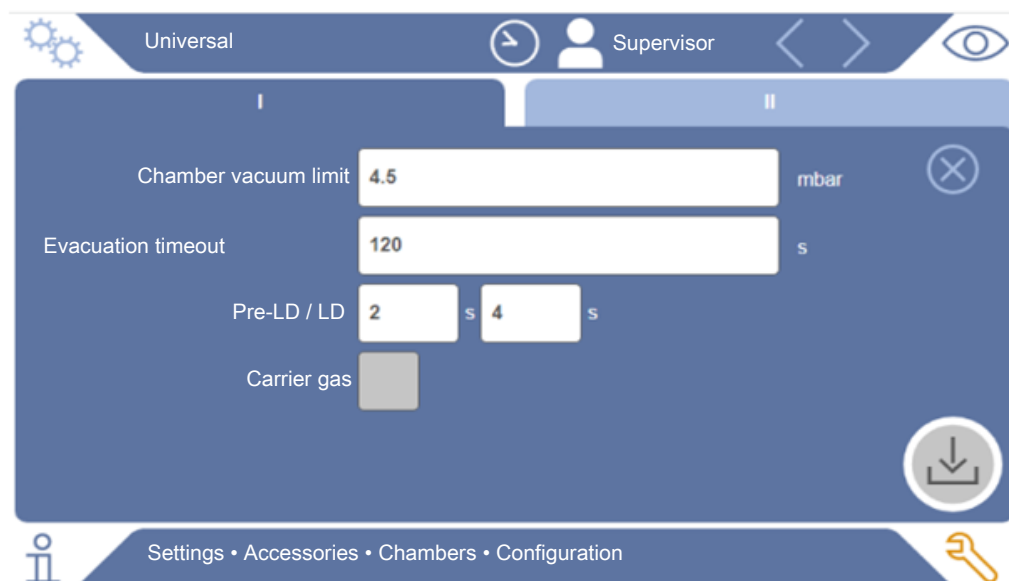 Universal
Supervisor
I
II
Chamber vacuum limit 4.5 mbar
Evacuation timeout 120 s
Pre-LD / LD 2 s 4 s
Carrier gas
Settings • Accessories • Chambers • Configuration